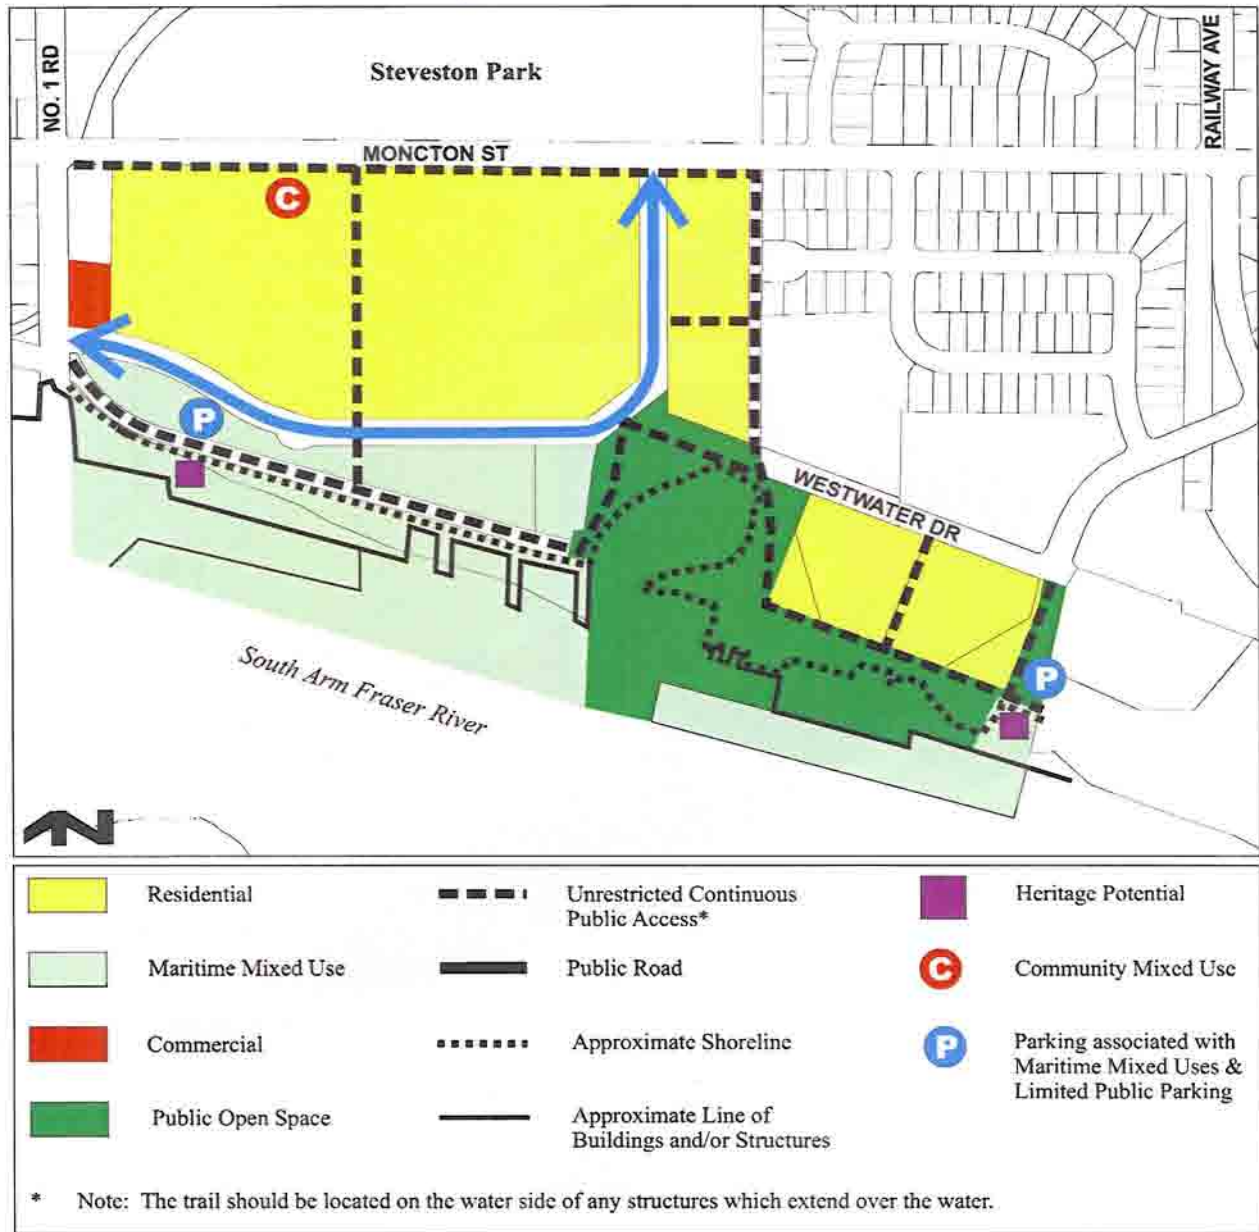 NO. 1 RD
Steveston Park
RAILWAY AVE
MONCTON ST
C
P
WESTWATER DR
P
South Arm Fraser River
N
Residential
Unrestricted Continuous
Public Access*
Heritage Potential
Maritime Mixed Use
Public Road
C
Community Mixed Use
Commercial
Approximate Shoreline
P
Parking associated with
Maritime Mixed Uses &
Limited Public Parking
Public Open Space
Approximate Line of
Buildings and/or Structures
* Note: The trail should be located on the water side of any structures which extend over the water.